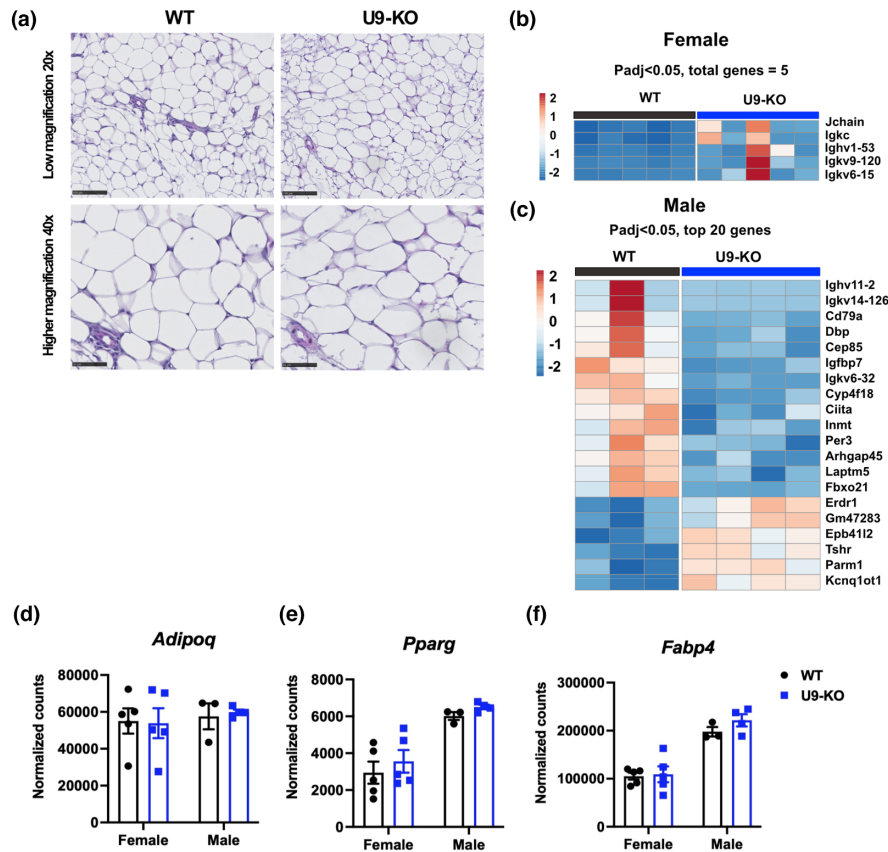 (a)
WT
U9-KO
Low magnification 20x
Higher magnification 40x
(b)
Female
Padj<0.05, total genes = 5
WT
U9-KO
2
1
0
-1
-2
Jchain
Igkc
Ighv1-53
Igkv9-120
Igkv6-15
(c)
Male
Padj<0.05, top 20 genes
WT
U9-KO
2
1
0
-1
-2
Ighv11-2
Igkv14-126
Cd79a
Dbp
Cep85
Igfbp7
Igkv6-32
Cyp4f18
Ciita
Inmt
Per3
Arhgap45
Laptm5
Fbxo21
Erdr1
Gm47283
Epb41l2
Tshr
Parm1
Kcnq1ot1
(d)
Adipoq
Normalized counts
80000
60000
40000
20000
0
Female
Male
(e)
Pparg
Normalized counts
8000
6000
4000
2000
0
Female
Male
(f)
Fabp4
Normalized counts
300000
200000
100000
0
Female
Male
WT
U9-KO